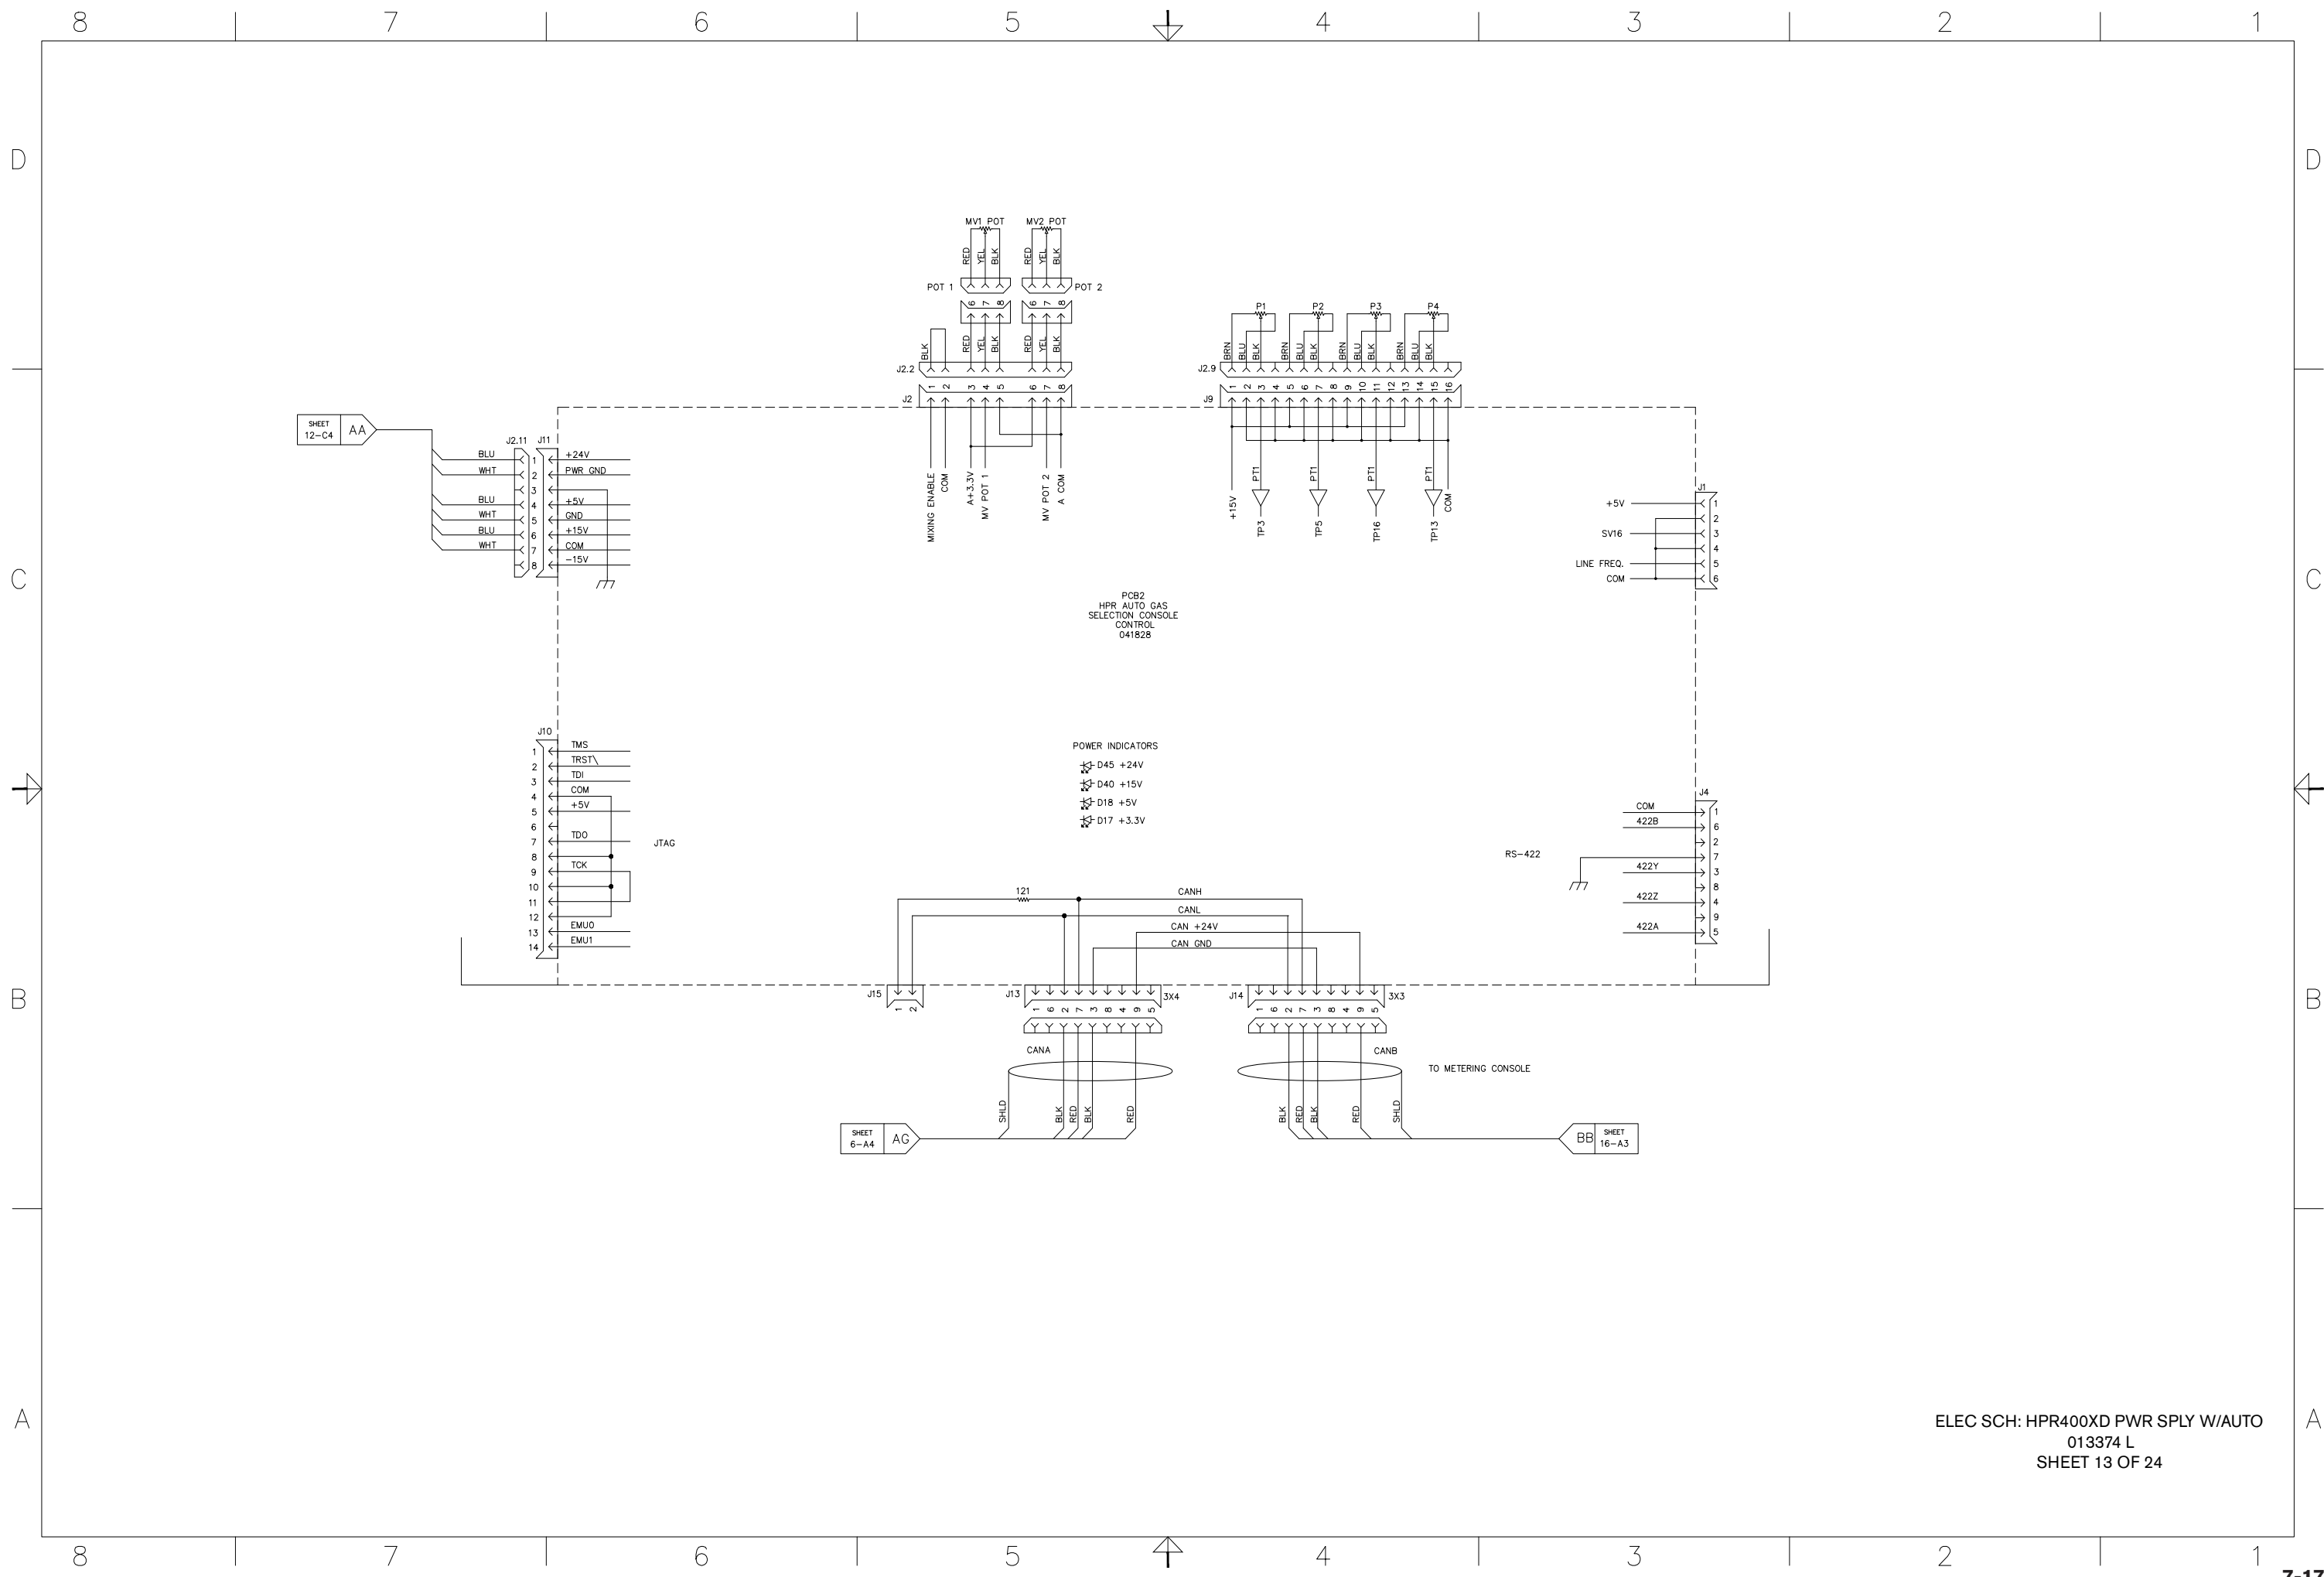 8 7 6 5 4 3 2 1
D D
MV1 POT MV2 POT
RED YEL BLK RED YEL BLK
POT 1 POT 2
6 7 8 6 7 8
P1 P2 P3 P4
BLK RED YEL BLK RED YEL BLK
BRN BLU BLK BRN BLU BLK BRN BLU BLK BRN BLU BLK
J2.2 J2.9
1 2 3 4 5 6 7 8
1 2 3 4 5 6 7 8 9 10 11 12 13 14 15 16
J2 J9
SHEET
12-C4
AA
J2.11 J11
BLU 1 +24V
WHT 2 PWR GND
3
BLU 4 +5V
WHT 5 GND
BLU 6 +15V
WHT 7 COM
8 -15V
MIXING ENABLE
COM
A+3.3V
MV POT 1
MV POT 2
A COM
+15V
PT1 PT1 PT1 PT1
TP3 TP5 TP16 TP13
COM
J1
+5V 1
2
SV16 3
4
LINE FREQ. 5
COM 6
C C
PCB2
HPR AUTO GAS
SELECTION CONSOLE
CONTROL
041828
J10
1 TMS
2 TRST\
3 TDI
4 COM
5 +5V
6
7 TDO
8
9 TCK
10
11
12
13 EMU0
14 EMU1
JTAG
POWER INDICATORS
D45 +24V
D40 +15V
D18 +5V
D17 +3.3V
J4
COM 1
422B 6
2
7
422Y 3
8
422Z 4
9
422A 5
RS-422
121 CANH
CANL
CAN +24V
CAN GND
J15 J13 3X4 J14 3X3
1 2
1 6 2 7 3 8 4 9 5
1 6 2 7 3 8 4 9 5
B B
CANA CANB
TO METERING CONSOLE
SHLD BLK RED BLK RED
BLK RED BLK RED SHLD
SHEET
6-A4
AG
BB
SHEET
16-A3
A A
ELEC SCH: HPR400XD PWR SPLY W/AUTO
013374 L
SHEET 13 OF 24
8 7 6 5 4 3 2 1
7-17